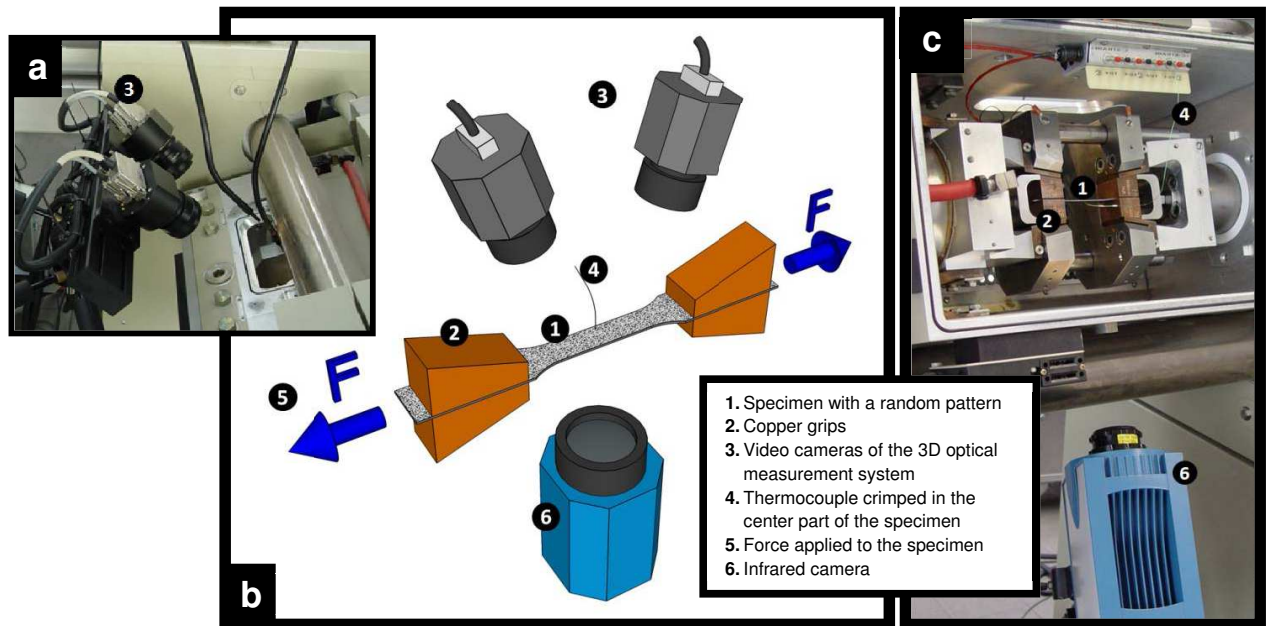 a
3
b
3
4
1
2
F
F
5
6
c
4
1
2
6
1. Specimen with a random pattern
2. Copper grips
3. Video cameras of the 3D optical
measurement system
4. Thermocouple crimped in the
center part of the specimen
5. Force applied to the specimen
6. Infrared camera